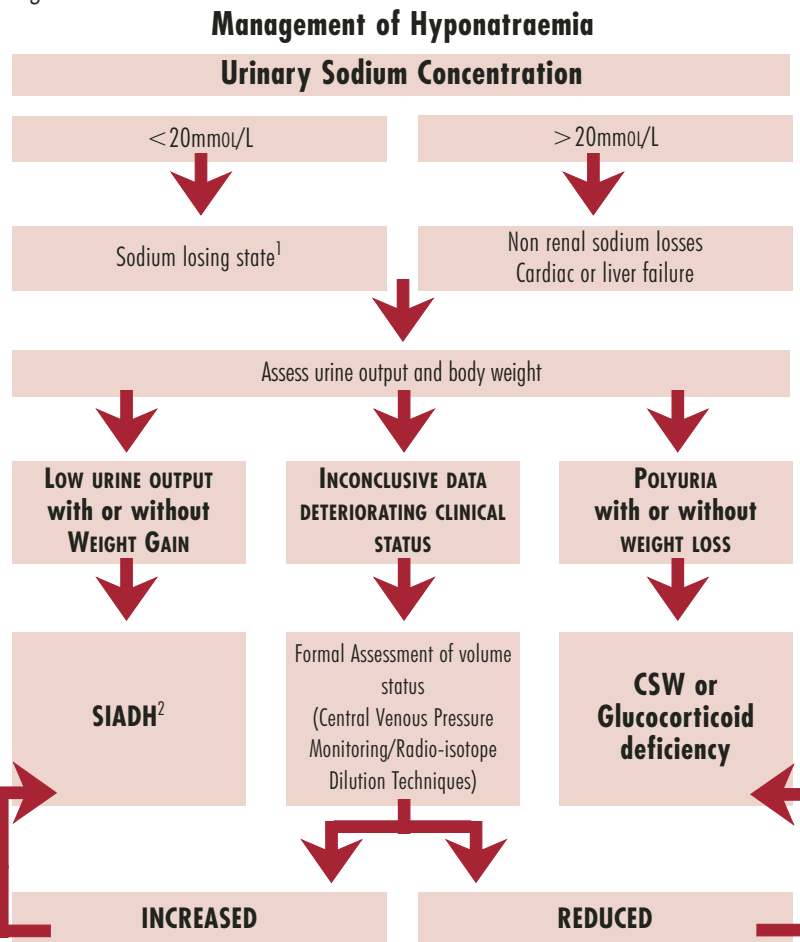 Management of Hyponatraemia
Urinary Sodium Concentration
<20mmol/L
>20mmol/L
Sodium losing state¹
Non renal sodium losses
Cardiac or liver failure
Assess urine output and body weight
Low urine output
with or without
Weight Gain
Inconclusive data
deteriorating clinical
status
Polyuria
with or without
weight loss
SIADH²
Formal Assessment of volume
status
(Central Venous Pressure
Monitoring/Radio-isotope
Dilution Techniques)
CSW or
Glucocorticoid
deficiency
INCREASED
REDUCED